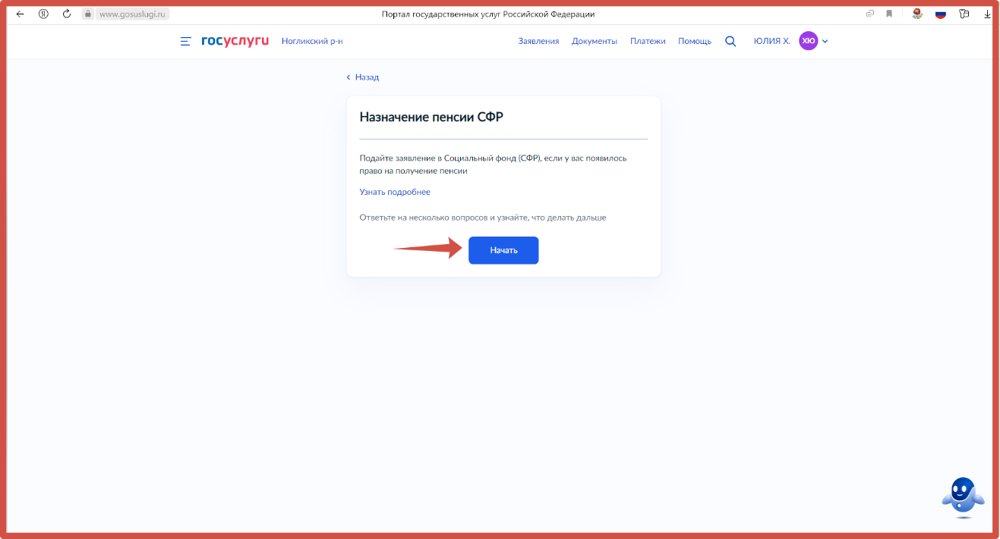 www.gosuslugi.ru
Портал государственных услуг Российской Федерации
госуслуги Ногликский р-н Заявления Документы Платежи Помощь ЮЛИЯ Х. ХЮ
Назад
Назначение пенсии СФР
Подайте заявление в Социальный фонд (СФР), если у вас появилось
право на получение пенсии
Узнать подробнее
Ответьте на несколько вопросов и узнайте, что делать дальше
Начать